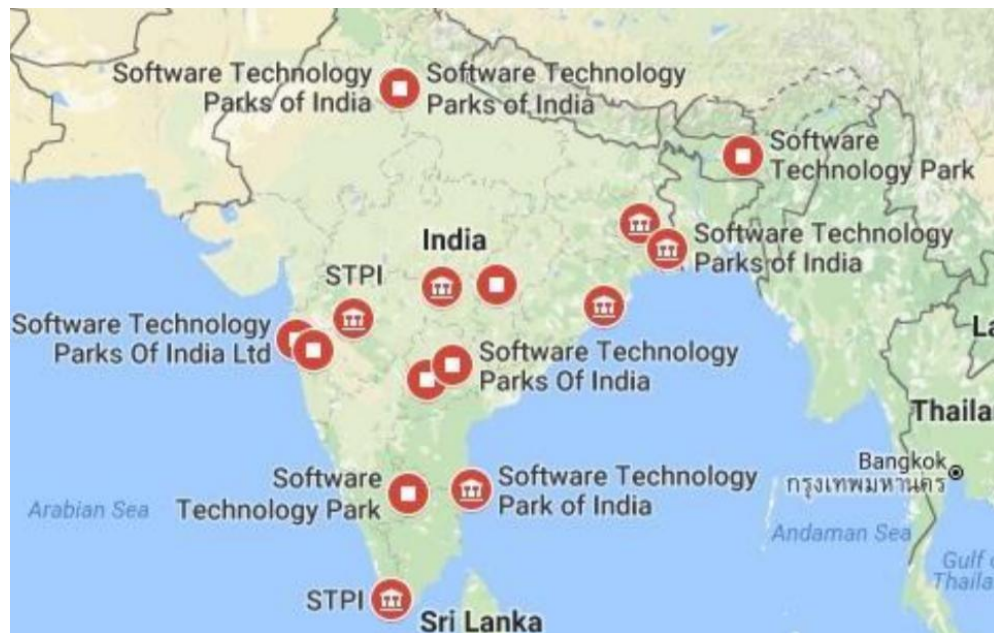 Software Technology
Parks of India
Software Technology
Parks of India
Software
Technology Park
India
Software Technology
Parks of India
STPI
Software Technology
Parks Of India Ltd
Software Technology
Parks Of India
La
Thaila
Bangkok
กรุงเทพมหานคร
Software
Technology Park
Software Technology
Park of India
Arabian Sea
Andaman Sea
Gulf o
Thaila
STPI
Sri Lanka